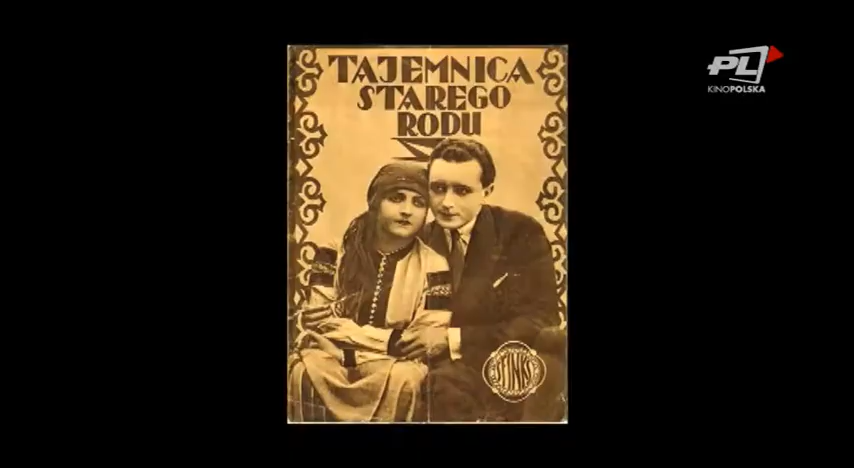 TAJEMNICA
STAREGO
RODU
SFINKS
PL
KINOPOLSKA